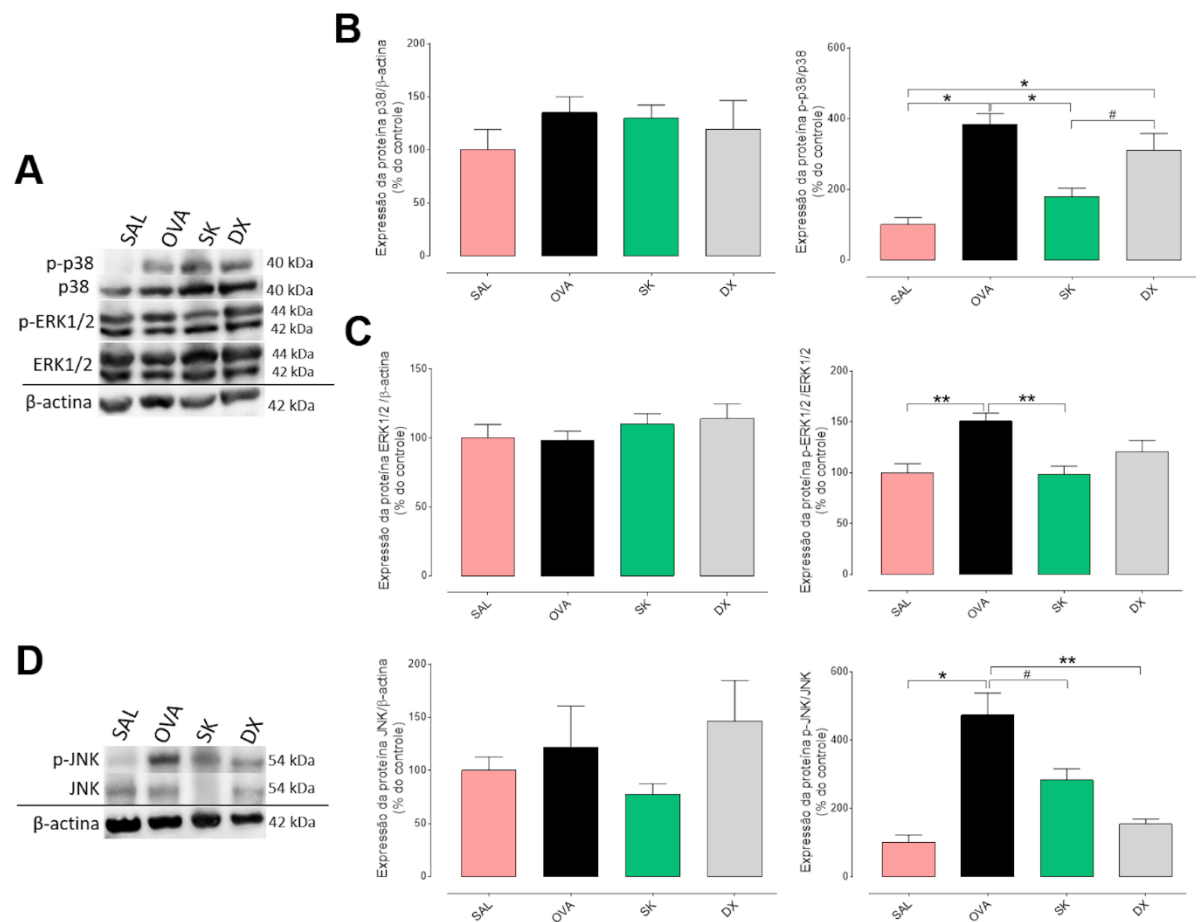 A
SAL OVA SK DX
p-p38 40 kDa
p38 40 kDa
p-ERK1/2 44 kDa
42 kDa
ERK1/2 44 kDa
42 kDa
β-actina 42 kDa
B
Expressão da proteína p38/β-actina
(% do controle)
200
150
100
50
0
SAL OVA SK DX
Expressão da proteína p-p38/p38
(% do controle)
600
400
200
0
*
* *
#
SAL OVA SK DX
C
Expressão da proteína ERK1/2 /β-actina
(% do controle)
150
100
50
0
SAL OVA SK DX
Expressão da proteína p-ERK1/2 /ERK1/2
(% do controle)
200
150
100
50
0
** **
SAL OVA SK DX
D
SAL OVA SK DX
p-JNK 54 kDa
JNK 54 kDa
β-actina 42 kDa
Expressão da proteína JNK/β-actina
(% do controle)
200
150
100
50
0
SAL OVA SK DX
Expressão da proteína p-JNK/JNK
(% do controle)
600
400
200
0
**
* #
SAL OVA SK DX